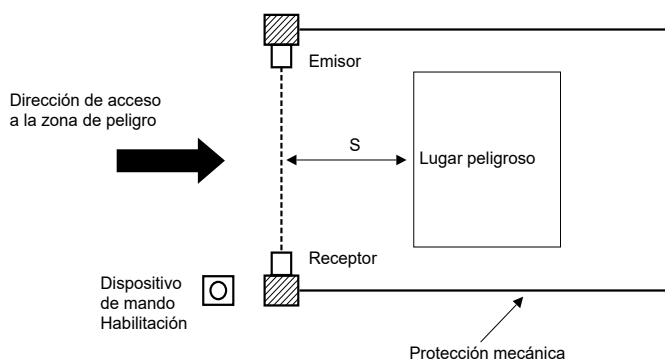 Emisor
Dirección de acceso
a la zona de peligro
S
Lugar peligroso
Receptor
Dispositivo
de mando
Habilitación
Protección mecánica